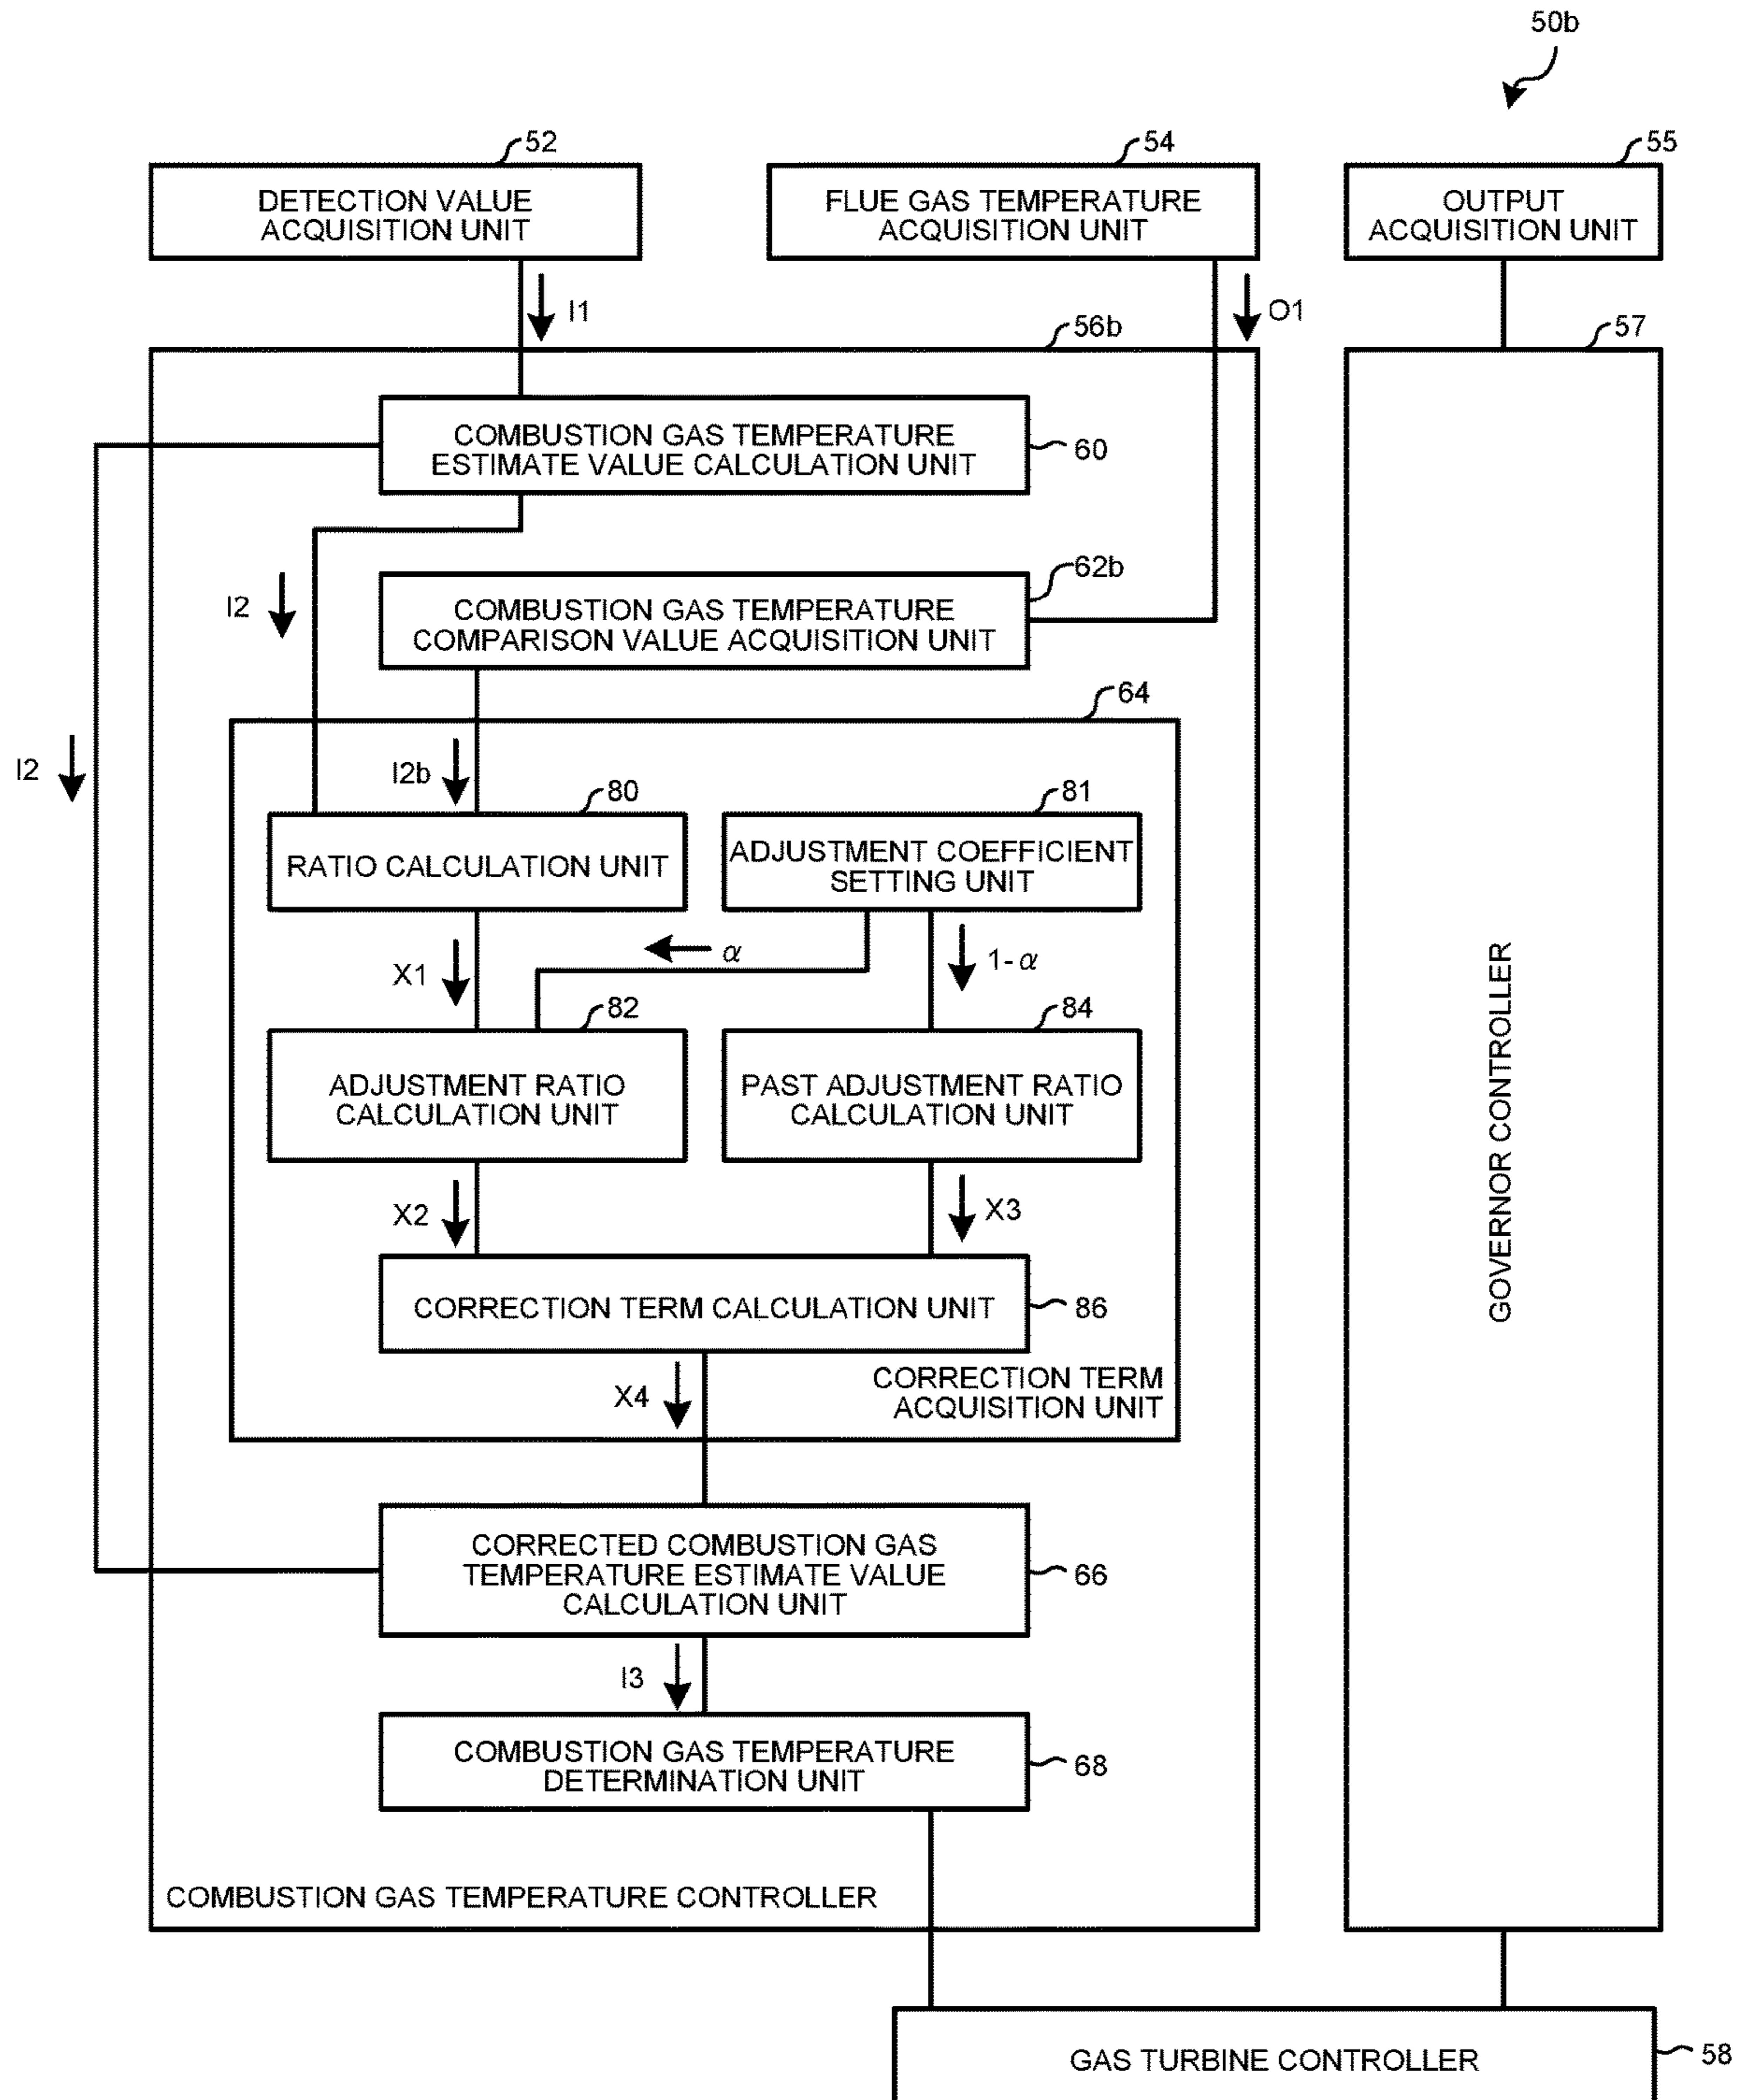 50b
52
54
55
DETECTION VALUE
ACQUISITION UNIT
FLUE GAS TEMPERATURE
ACQUISITION UNIT
OUTPUT
ACQUISITION UNIT
I1
O1
56b
57
COMBUSTION GAS TEMPERATURE
ESTIMATE VALUE CALCULATION UNIT
60
62b
I2
COMBUSTION GAS TEMPERATURE
COMPARISON VALUE ACQUISITION UNIT
64
I2
I2b
80
81
RATIO CALCULATION UNIT
ADJUSTMENT COEFFICIENT
SETTING UNIT
X1
α
1-α
82
84
ADJUSTMENT RATIO
CALCULATION UNIT
PAST ADJUSTMENT RATIO
CALCULATION UNIT
GOVERNOR CONTROLLER
X2
X3
CORRECTION TERM CALCULATION UNIT
86
X4
CORRECTION TERM
ACQUISITION UNIT
CORRECTED COMBUSTION GAS
TEMPERATURE ESTIMATE VALUE
CALCULATION UNIT
66
I3
COMBUSTION GAS TEMPERATURE
DETERMINATION UNIT
68
COMBUSTION GAS TEMPERATURE CONTROLLER
GAS TURBINE CONTROLLER
58